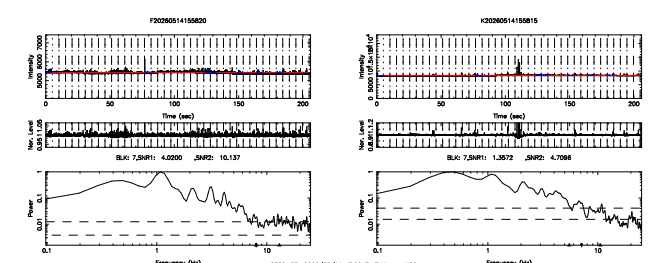 F20260514155820
K20260514155815
Intensity
7000
6000
5000
0
50
100
150
200
Time (sec)
Intensity
0
5000
0
50
100
150
200
Time (sec)
Nor. Level
0.95 1 1.05
Nor. Level
BLK: 7,SNR1: 4.0200 ,SNR2: 10.137
BLK: 7,SNR1: 1.3572 ,SNR2: 4.7096
Power
1
0.1
0.01
0.1
1
10
Power
1
0.1
0.01
0.1
1
10
Frequency (Hz)
Frequency (Hz)